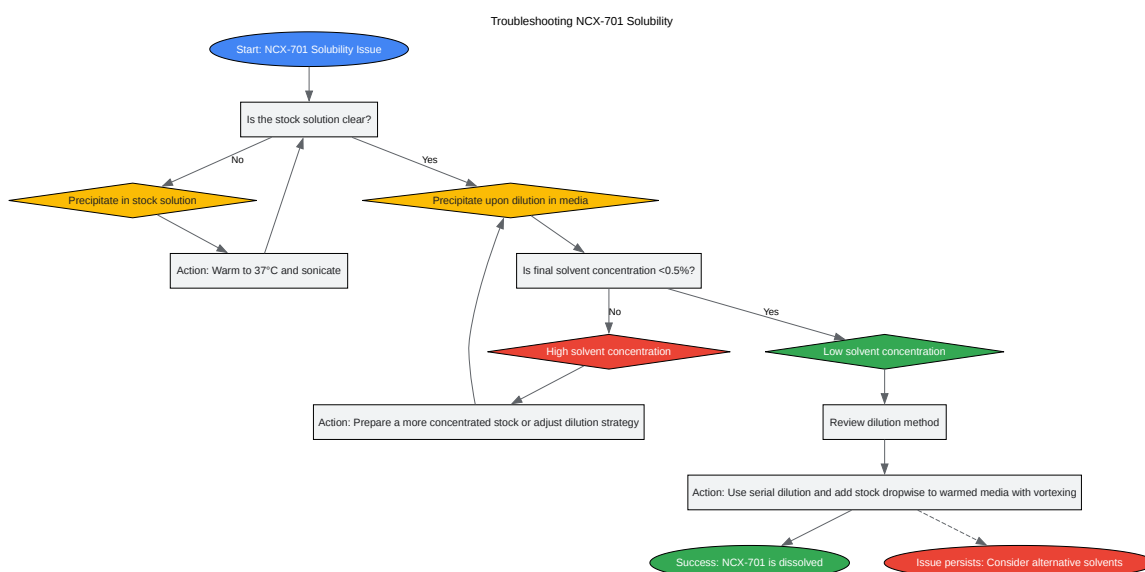 Troubleshooting NCX-701 Solubility
Start: NCX-701 Solubility Issue
Is the stock solution clear?
No
Yes
Precipitate in stock solution
Precipitate upon dilution in media
Action: Warm to 37°C and sonicate
Is final solvent concentration <0.5%?
No
Yes
High solvent concentration
Low solvent concentration
Action: Prepare a more concentrated stock or adjust dilution strategy
Review dilution method
Action: Use serial dilution and add stock dropwise to warmed media with vortexing
Success: NCX-701 is dissolved
Issue persists: Consider alternative solvents